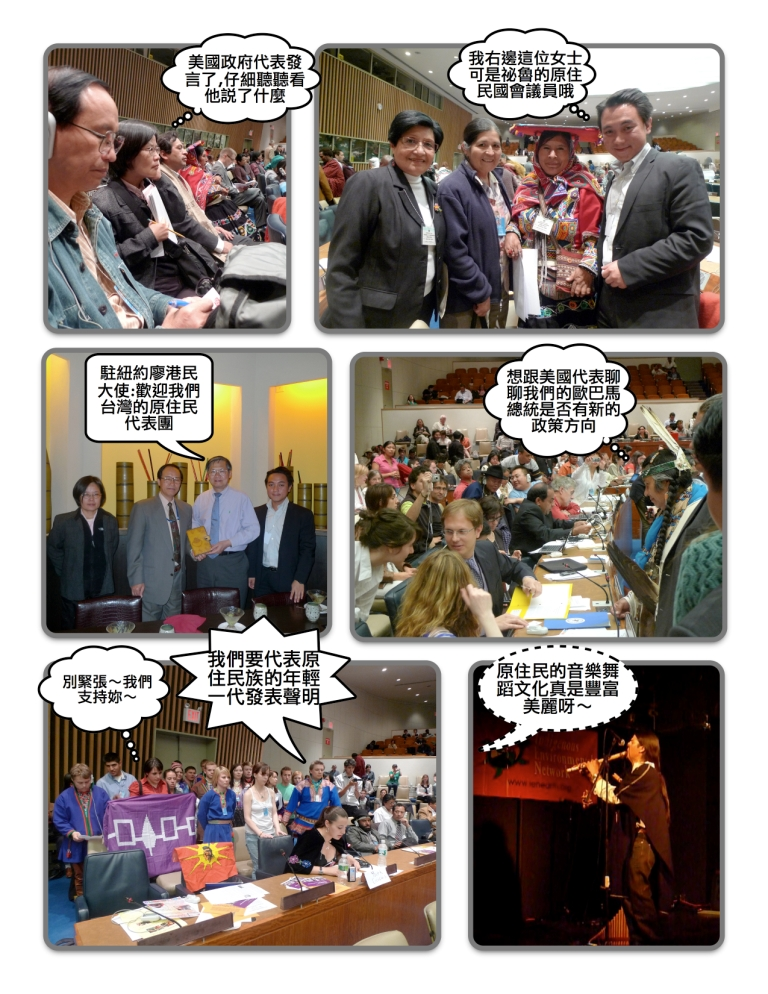 美國政府代表發
言了,仔細聽聽看
他説了什麼
我右邊這位女士
可是祕魯的原住
民國會議員哦
駐紐約廖港民
大使:歡迎我們
台灣的原住民
代表團
想跟美國代表聊
聊我們的歐巴馬
總統是否有新的
政策方向
別緊張～我們
支持妳～
我們要代表原
住民族的年輕
一代發表聲明
原住民的音樂舞
蹈文化真是豐富
美麗呀～
Environmen
Network